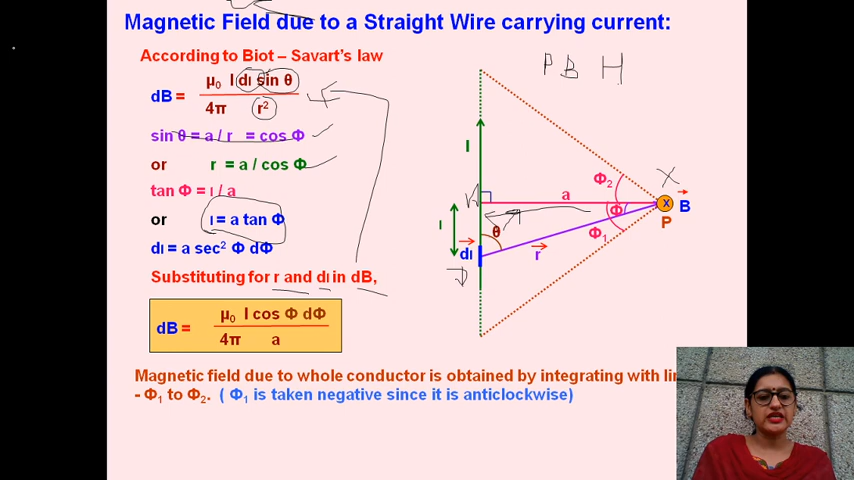 Magnetic Field due to a Straight Wire carrying current:
According to Biot – Savart's law
dB = μ₀ I dl sin θ / 4π r²
sin θ = a / r = cos Φ
or r = a / cos Φ
tan Φ = l / a
or l = a tan Φ
dl = a sec² Φ dΦ
Substituting for r and dl in dB,
dB = μ₀ I cos Φ dΦ / 4π a
Magnetic field due to whole conductor is obtained by integrating with
- Φ₁ to Φ₂. ( Φ₁ is taken negative since it is anticlockwise)
P B H
I
a
Φ₂
X
Φ
x
B
P
l
θ
Φ₁
dl
r